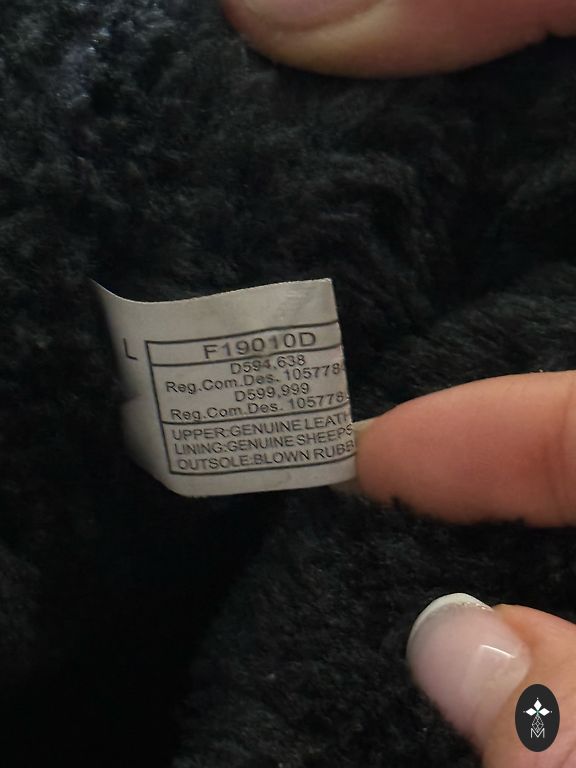 L
F19010D
D594,638
Reg.Com.Des. 105778
D599,999
Reg.Com.Des. 105778
UPPER:GENUINE LEATH
LINING:GENUINE SHEEPS
OUTSOLE:BLOWN RUBB
M